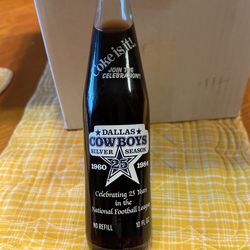 Coke is it!
JOIN THE
CELEBRATION!
DALLAS
COWBOYS
SILVER SEASON
1960 25 1984
Celebrating 25 Years
in the
National Football League
NO REFILL 10 FL. OZ.